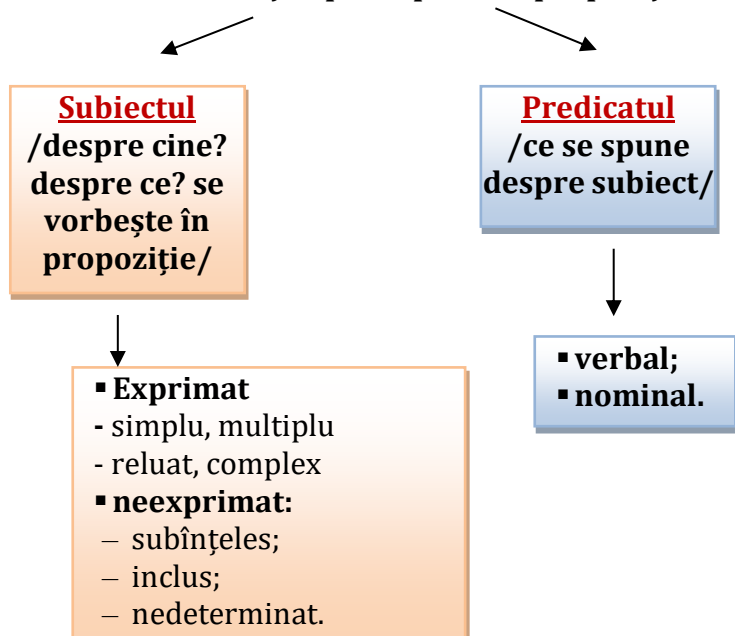 Subiectul
/despre cine?
despre ce? se
vorbește în
propoziție/
Predicatul
/ce se spune
despre subiect/
▪ Exprimat
- simplu, multiplu
- reluat, complex
▪ neexprimat:
– subînțeles;
– inclus;
– nedeterminat.
▪ verbal;
▪ nominal.